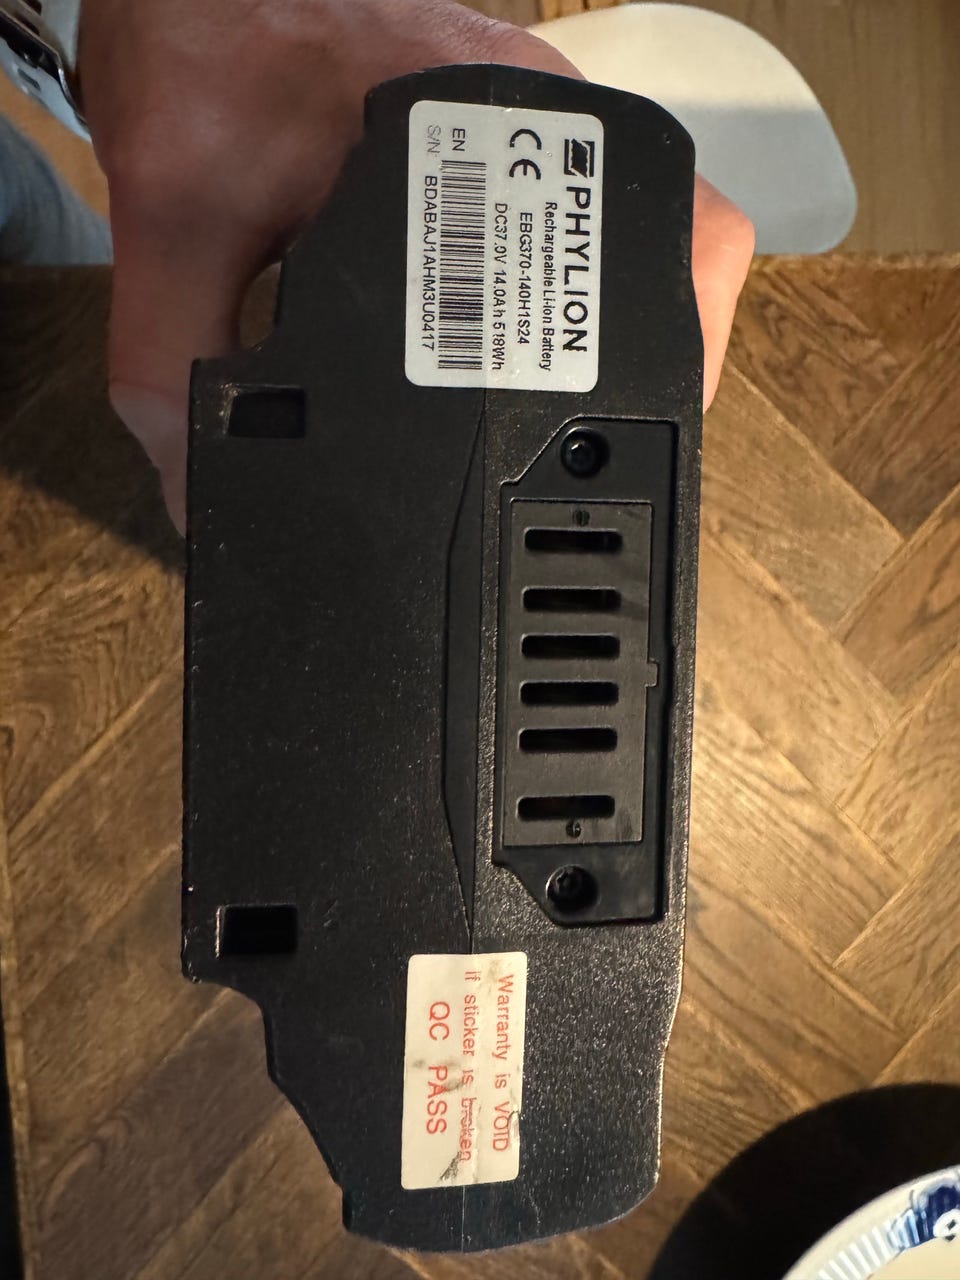 PHYLION
Rechargeable Li-Ion Battery
EBG370-140H1S24
CE
DC37.0V 14.0Ah 518Wh
EN
S/N: BDABAJ1AHM3U0417
Warranty is VOID
if sticker is broken
QC PASS